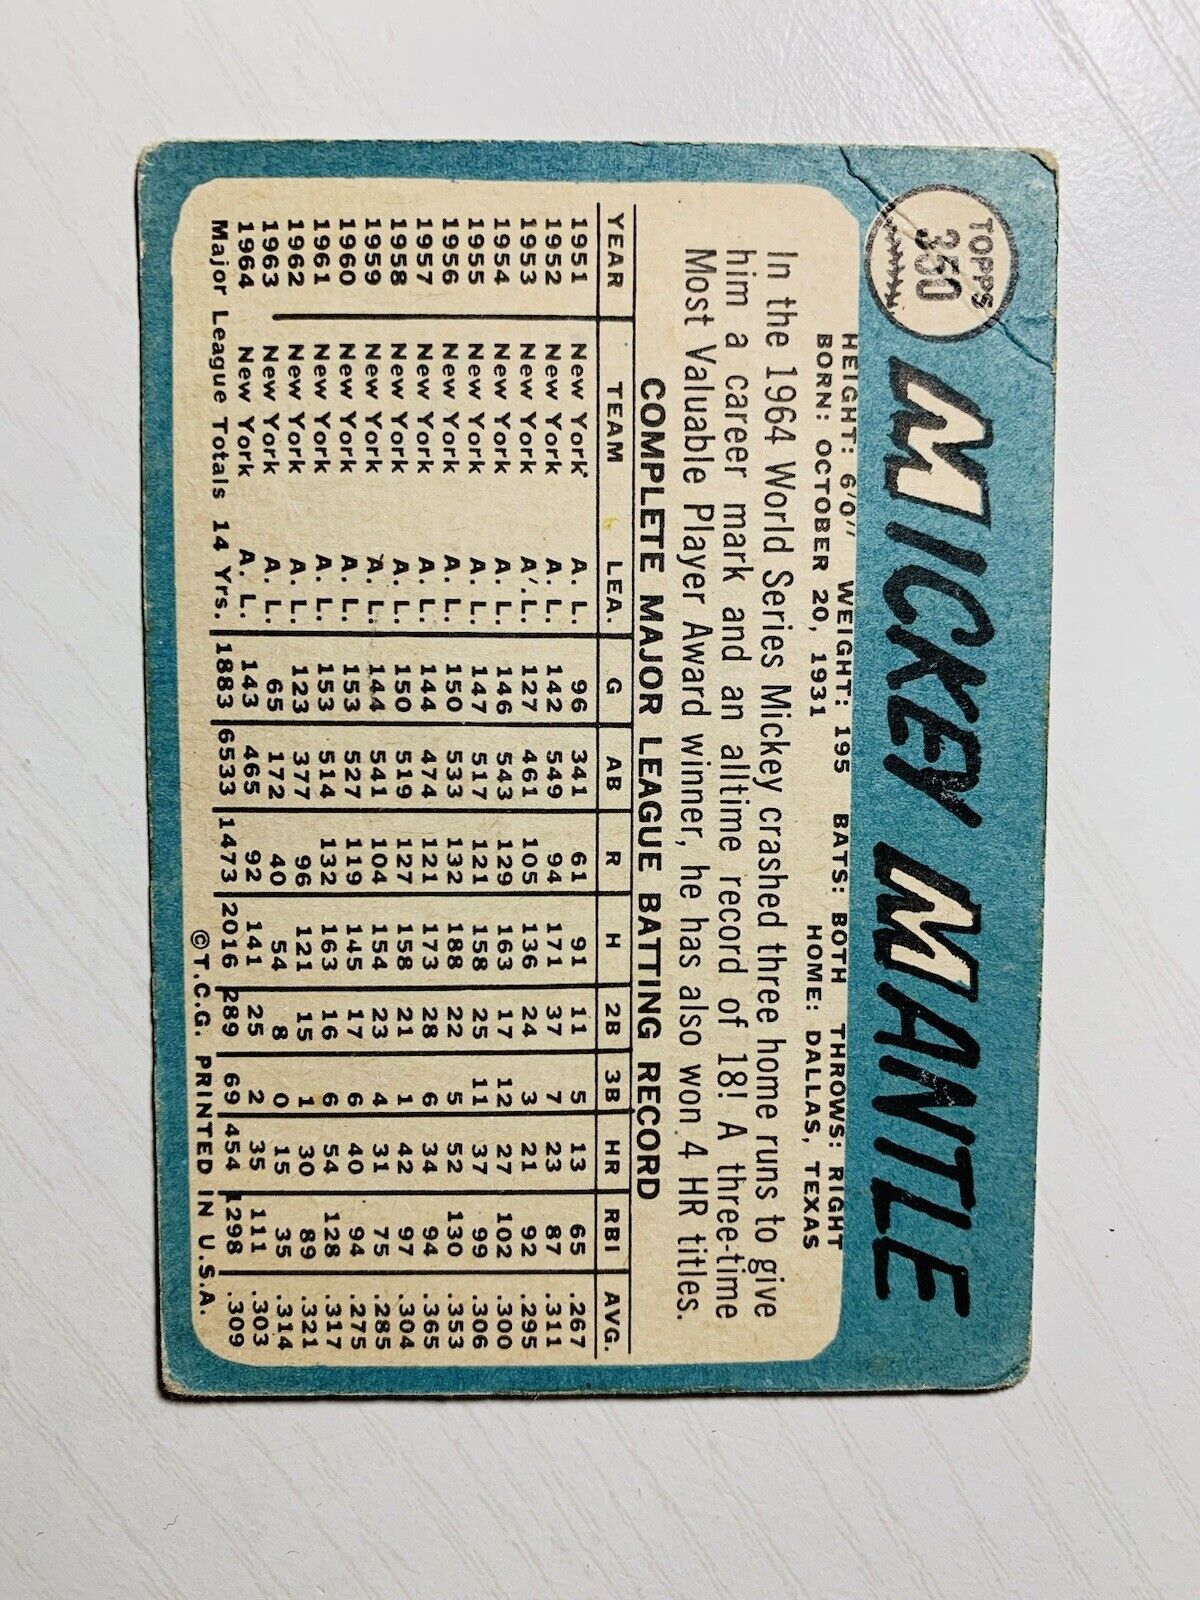 TOPPS
350
MICKEY MANTLE
HEIGHT: 6'0" WEIGHT: 195 BATS: BOTH THROWS: RIGHT
BORN: OCTOBER 20, 1931 HOME: DALLAS, TEXAS
In the 1964 World Series Mickey crashed three home runs to give
him a career mark and an alltime record of 18! A three-time
Most Valuable Player Award winner, he has also won 4 HR titles.
COMPLETE MAJOR LEAGUE BATTING RECORD
YEAR TEAM LEA. G AB R H 2B 3B HR RBI AVG.
1951 New York A. L. 96 341 61 91 11 5 13 65 .267
1952 New York A. L. 142 549 94 171 37 7 23 87 .311
1953 New York A. L. 127 461 105 136 24 3 21 92 .295
1954 New York A. L. 146 543 129 163 17 12 27 102 .300
1955 New York A. L. 147 517 121 158 25 11 37 99 .306
1956 New York A. L. 150 533 132 188 22 5 52 130 .353
1957 New York A. L. 144 474 121 173 28 6 34 94 .365
1958 New York A. L. 150 519 127 158 21 1 42 97 .304
1959 New York A. L. 144 541 104 154 23 4 31 75 .285
1960 New York A. L. 153 527 119 145 17 6 40 94 .275
1961 New York A. L. 153 514 132 163 16 6 54 128 .317
1962 New York A. L. 123 377 96 121 15 1 30 89 .321
1963 New York A. L. 65 172 40 54 8 0 15 35 .314
1964 New York A. L. 143 465 92 141 25 2 35 111 .303
Major League Totals 14 Yrs. 1883 6533 1473 2016 289 69 454 1298 .309
©T.C.G. PRINTED IN U.S.A.